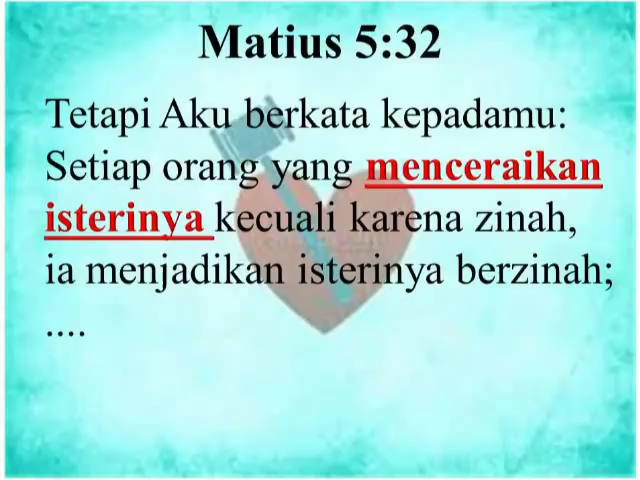 Matius 5:32
Tetapi Aku berkata kepadamu:
Setiap orang yang menceraikan
isterinya kecuali karena zinah,
ia menjadikan isterinya berzinah;
....